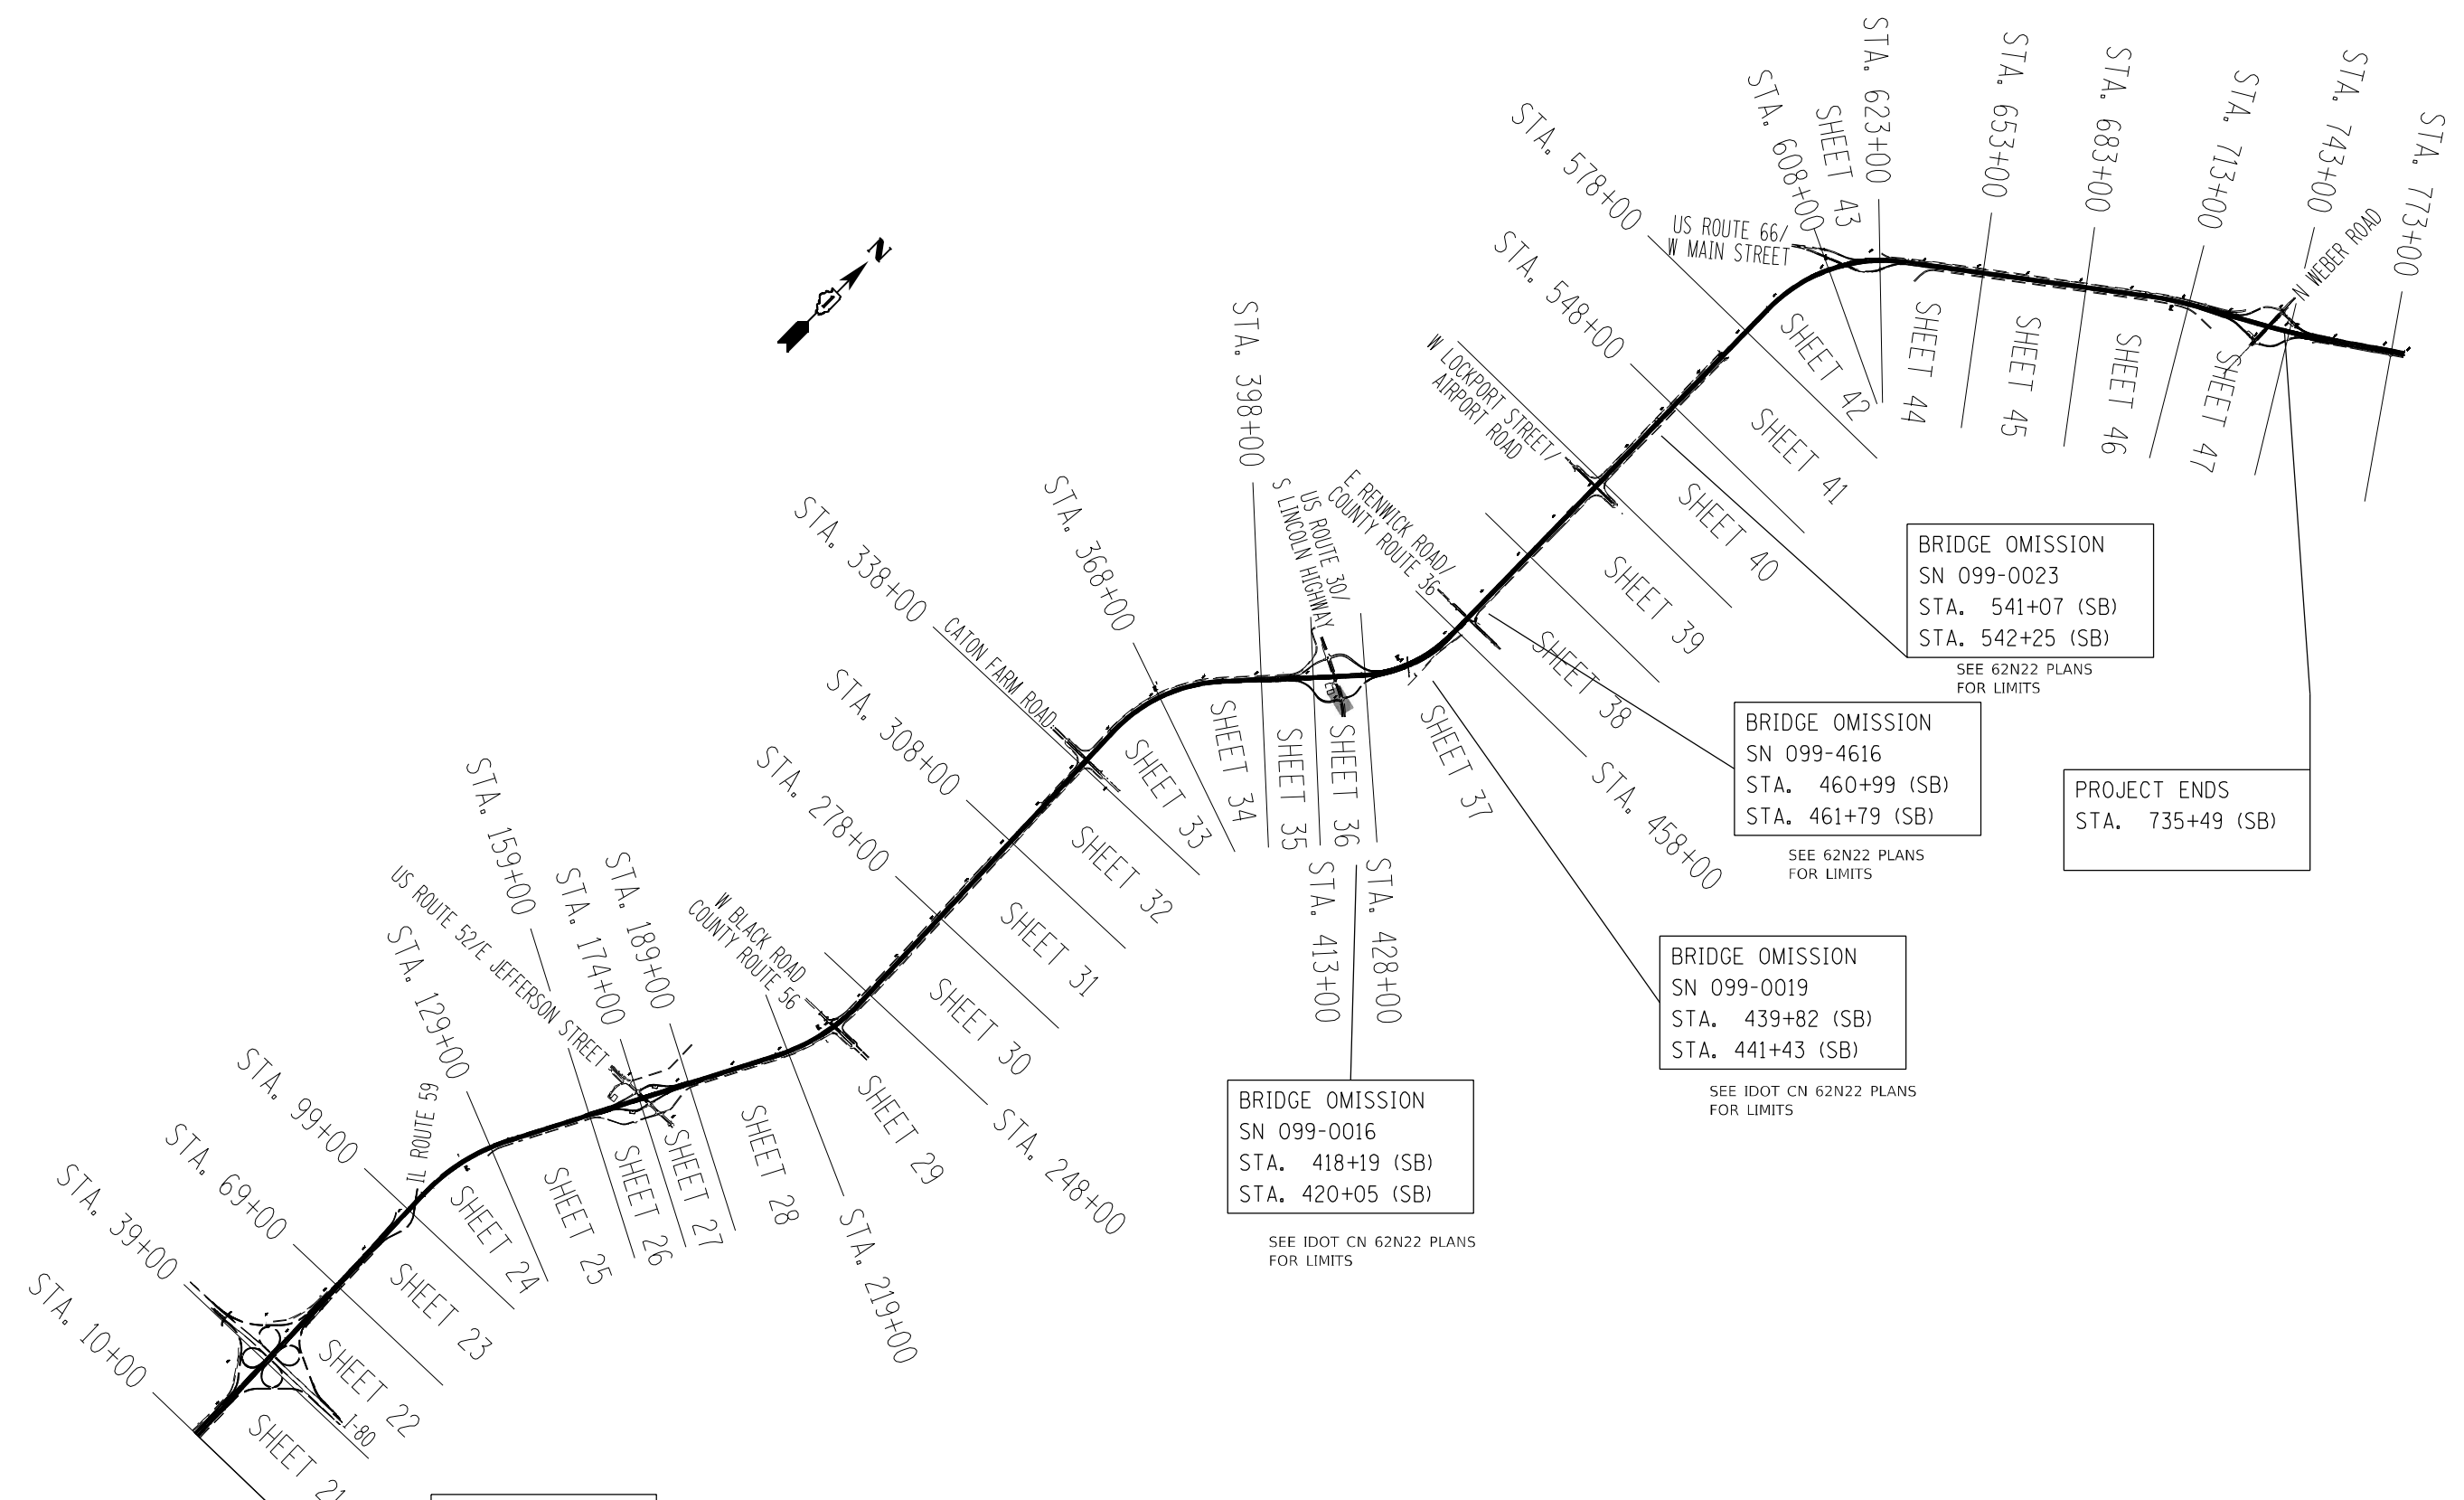 N
STA. 10+00
STA. 39+00
STA. 69+00
STA. 99+00
STA. 129+00
STA. 159+00
STA. 174+00
STA. 189+00
STA. 219+00
STA. 248+00
STA. 278+00
STA. 308+00
STA. 338+00
STA. 368+00
STA. 398+00
STA. 413+00
STA. 428+00
STA. 458+00
STA. 548+00
STA. 578+00
STA. 608+00
STA. 623+00
STA. 653+00
STA. 683+00
STA. 713+00
STA. 743+00
STA. 773+00
SHEET 21
SHEET 22
SHEET 23
SHEET 24
SHEET 25
SHEET 26
SHEET 27
SHEET 28
SHEET 29
SHEET 30
SHEET 31
SHEET 32
SHEET 33
SHEET 34
SHEET 35
SHEET 36
SHEET 37
SHEET 38
SHEET 39
SHEET 40
SHEET 41
SHEET 42
SHEET 43
SHEET 44
SHEET 45
SHEET 46
SHEET 47
I-80
IL ROUTE 59
US ROUTE 52/E JEFFERSON STREET
W BLACK ROAD
COUNTY ROUTE 56
CATON FARM ROAD
US ROUTE 30/
S LINCOLN HIGHWAY
E RENWICK ROAD/
COUNTY ROUTE 36
W LOCKPORT STREET/
AIRPORT ROAD
US ROUTE 66/
W MAIN STREET
N WEBER ROAD
BRIDGE OMISSION
SN 099-0023
STA. 541+07 (SB)
STA. 542+25 (SB)
SEE 62N22 PLANS
FOR LIMITS
BRIDGE OMISSION
SN 099-4616
STA. 460+99 (SB)
STA. 461+79 (SB)
SEE 62N22 PLANS
FOR LIMITS
PROJECT ENDS
STA. 735+49 (SB)
BRIDGE OMISSION
SN 099-0019
STA. 439+82 (SB)
STA. 441+43 (SB)
SEE IDOT CN 62N22 PLANS
FOR LIMITS
BRIDGE OMISSION
SN 099-0016
STA. 418+19 (SB)
STA. 420+05 (SB)
SEE IDOT CN 62N22 PLANS
FOR LIMITS